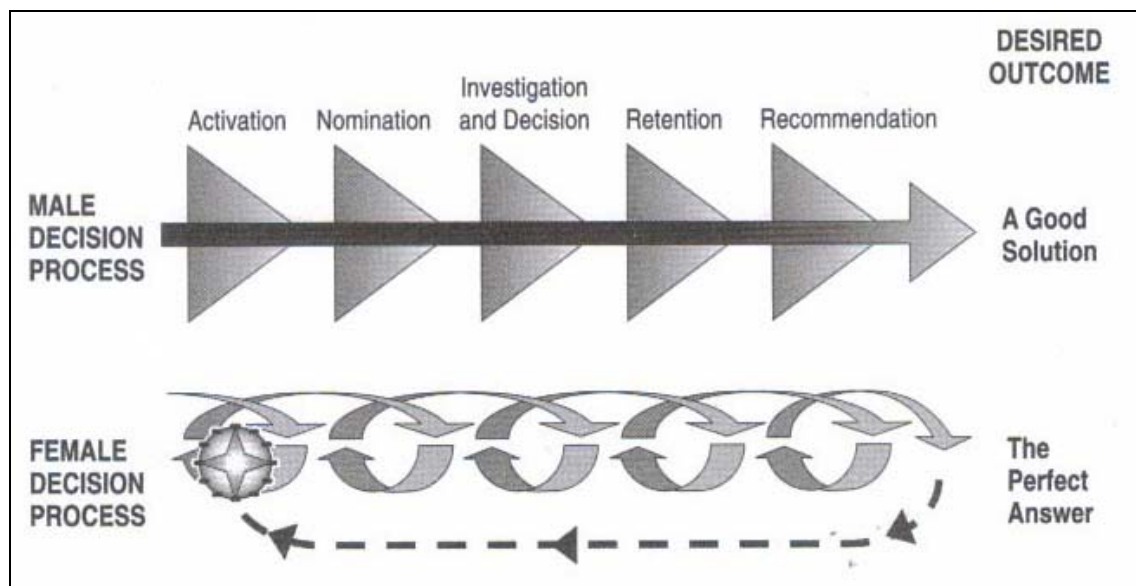 DESIRED
OUTCOME
Investigation
and Decision
Activation
Nomination
Retention
Recommendation
MALE
DECISION
PROCESS
A Good
Solution
FEMALE
DECISION
PROCESS
The
Perfect
Answer